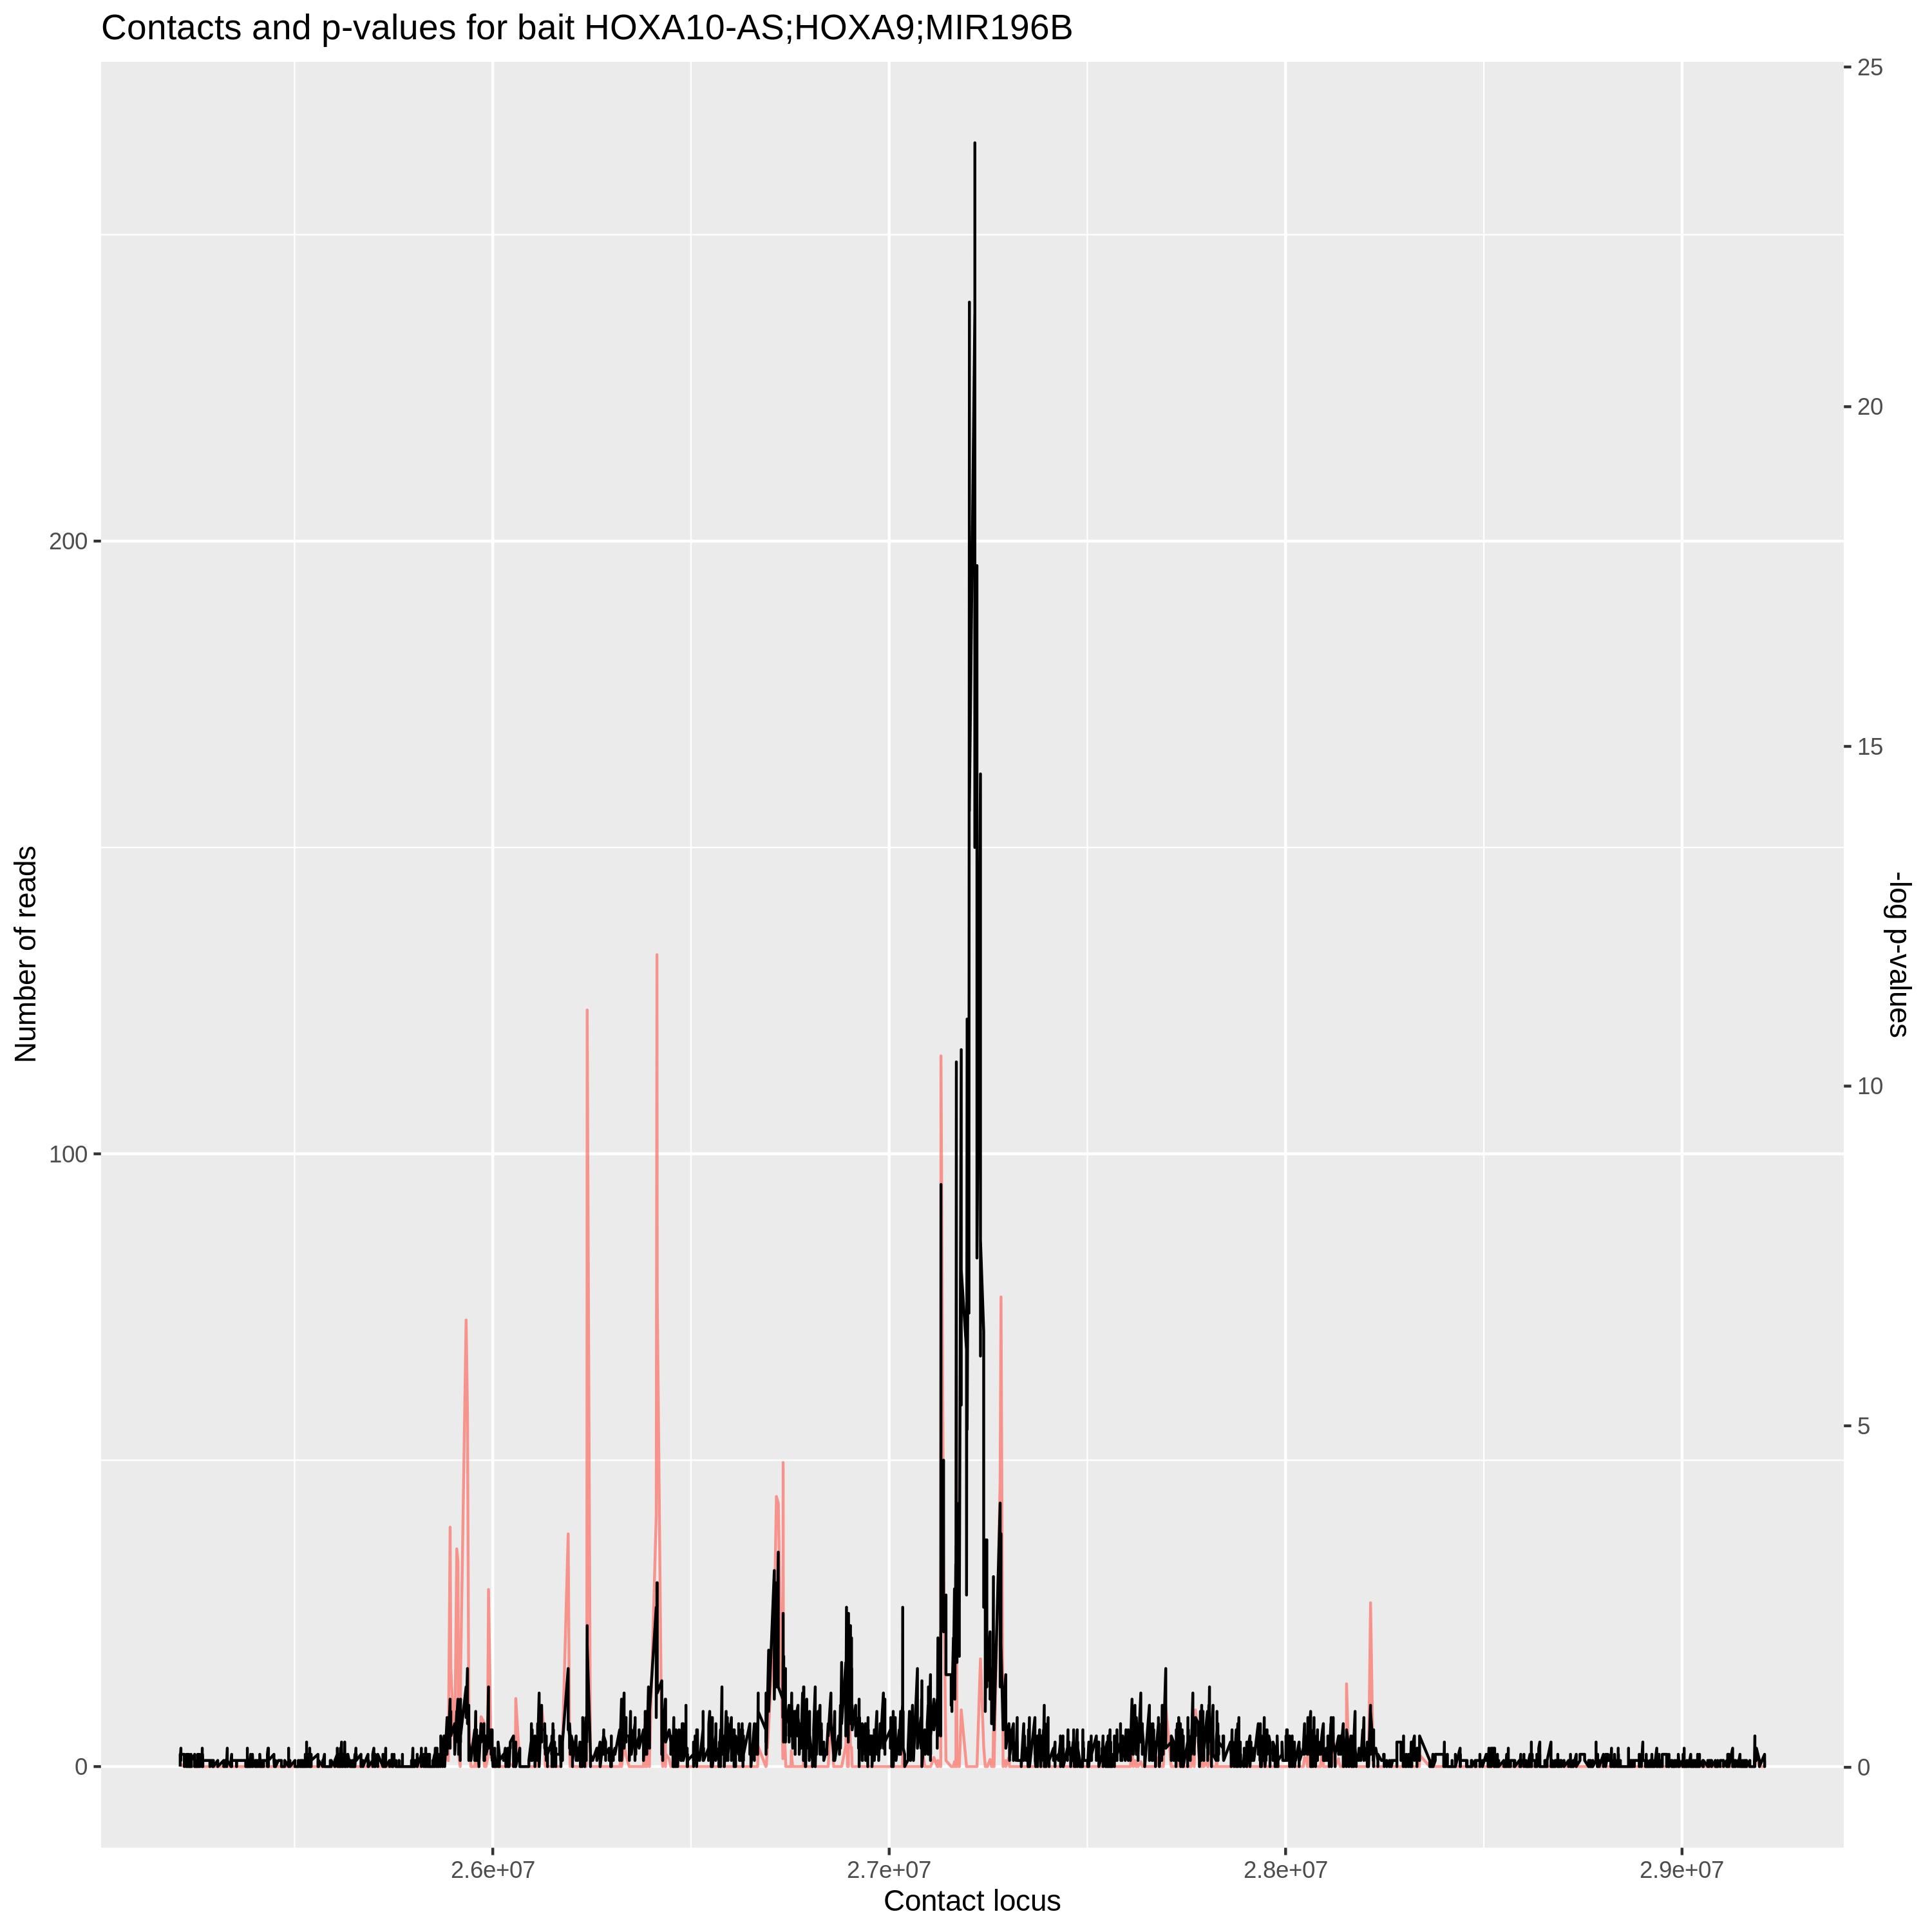 Contacts and p-values for bait HOXA10-AS;HOXA9;MIR196B
Number of reads
200
100
0
25
20
15
10
5
0
-log p-values
2.6e+07
2.7e+07
2.8e+07
2.9e+07
Contact locus